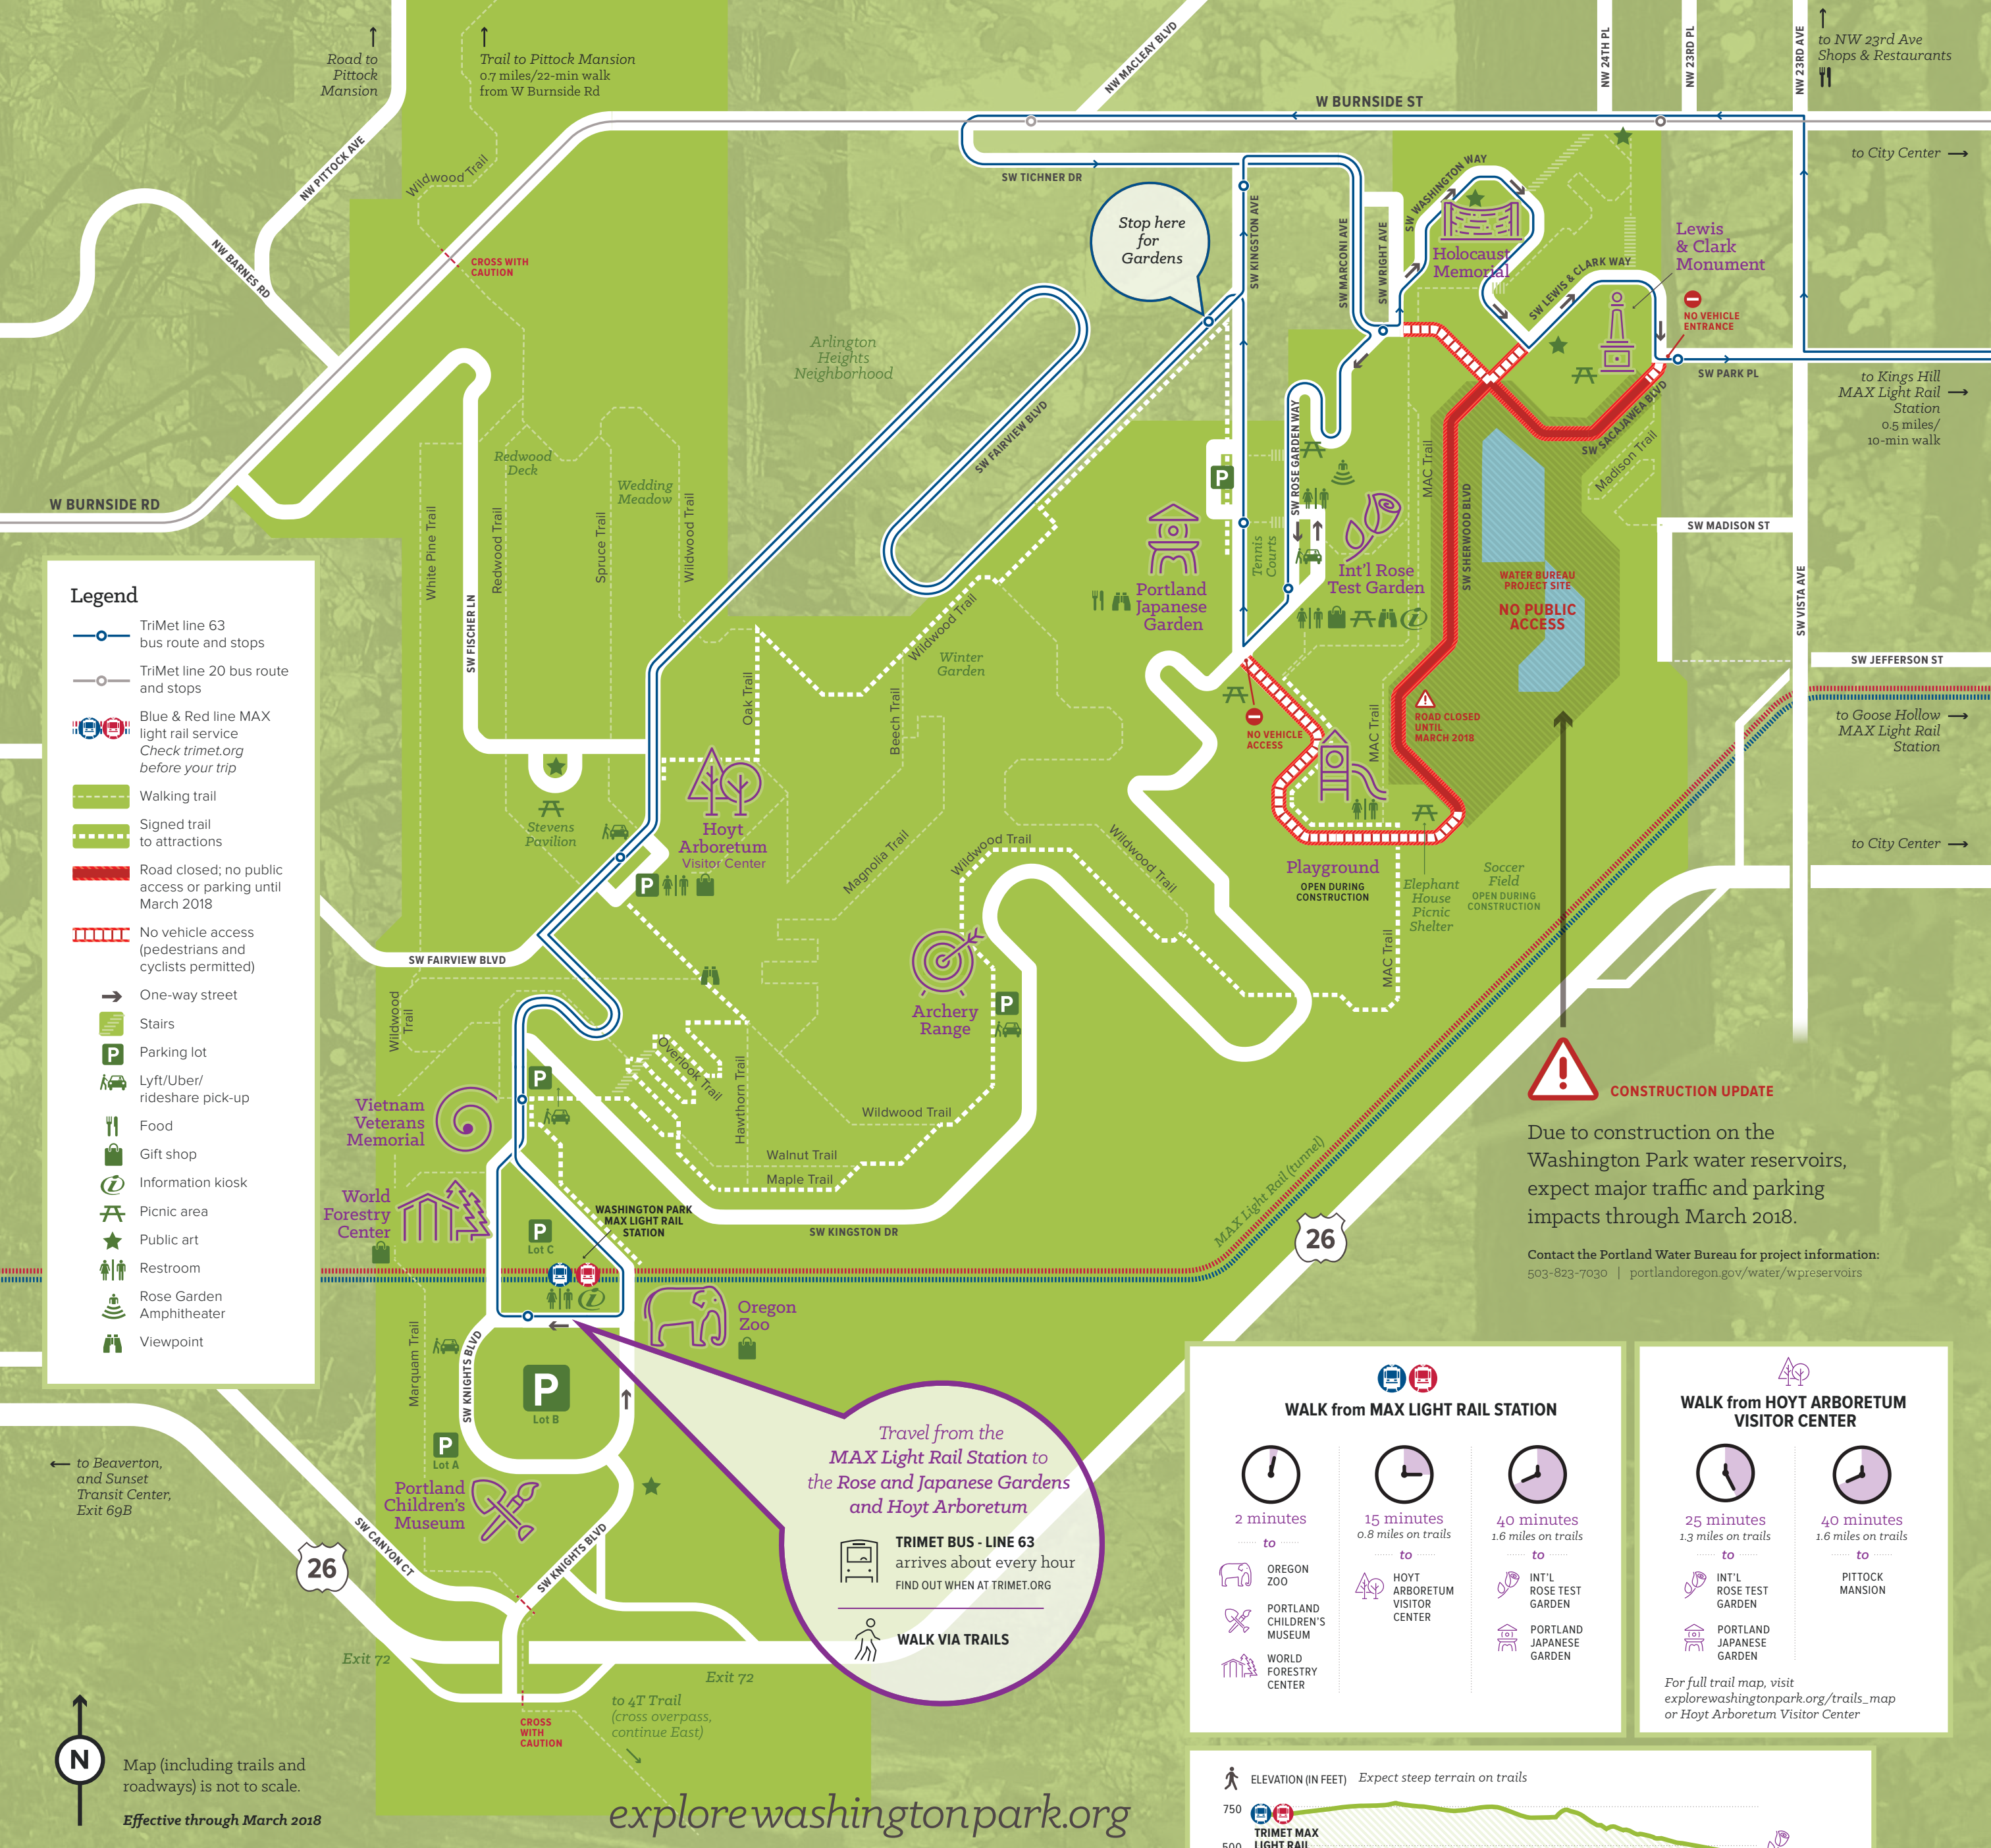 Road to
Pittock
Mansion
Trail to Pittock Mansion
0.7 miles/22-min walk
from W Burnside Rd
NW MACLEAY BLVD
NW 24TH PL
NW 23RD PL
NW 23RD AVE
to NW 23rd Ave
Shops & Restaurants
W BURNSIDE ST
to City Center
NW PITTOCK AVE
Wildwood Trail
SW TICHNER DR
SW WASHINGTON WAY
Stop here
for
Gardens
SW KINGSTON AVE
SW MARCONI AVE
SW WRIGHT AVE
Holocaust
Memorial
Lewis
& Clark
Monument
SW LEWIS & CLARK WAY
NW BARNES RD
CROSS WITH
CAUTION
NO VEHICLE
ENTRANCE
Arlington
Heights
Neighborhood
SW PARK PL
to Kings Hill
MAX Light Rail
Station
0.5 miles/
10-min walk
SW FAIRVIEW BLVD
SW ROSE GARDEN WAY
MAC Trail
SW SACAJAWEA BLVD
Madison Trail
Redwood
Deck
Wedding
Meadow
W BURNSIDE RD
White Pine Trail
Redwood Trail
Spruce Trail
Wildwood Trail
P
Tennis
Courts
SW SHERWOOD BLVD
SW MADISON ST
SW VISTA AVE
Portland
Japanese
Garden
Int'l Rose
Test Garden
WATER BUREAU
PROJECT SITE
NO PUBLIC
ACCESS
Legend
TriMet line 63
bus route and stops
TriMet line 20 bus route
and stops
Blue & Red line MAX
light rail service
Check trimet.org
before your trip
Walking trail
Signed trail
to attractions
Road closed; no public
access or parking until
March 2018
No vehicle access
(pedestrians and
cyclists permitted)
One-way street
Stairs
P
Parking lot
Lyft/Uber/
rideshare pick-up
Food
Gift shop
i
Information kiosk
Picnic area
Public art
Restroom
Rose Garden
Amphitheater
Viewpoint
SW FISCHER LN
Wildwood Trail
Winter
Garden
i
SW JEFFERSON ST
Oak Trail
Beech Trail
NO VEHICLE
ACCESS
MAC Trail
ROAD CLOSED
UNTIL
MARCH 2018
to Goose Hollow
MAX Light Rail
Station
Stevens
Pavilion
Hoyt
Arboretum
Visitor Center
P
Magnolia Trail
Wildwood Trail
Wildwood Trail
Playground
OPEN DURING
CONSTRUCTION
Elephant
House
Picnic
Shelter
Soccer
Field
OPEN DURING
CONSTRUCTION
to City Center
SW FAIRVIEW BLVD
MAC Trail
Archery
Range
P
Wildwood
Trail
Overlook Trail
Hawthorn Trail
P
Vietnam
Veterans
Memorial
Wildwood Trail
Walnut Trail
Maple Trail
World
Forestry
Center
P
Lot C
WASHINGTON PARK
MAX LIGHT RAIL
STATION
SW KINGSTON DR
MAX Light Rail (tunnel)
26
CONSTRUCTION UPDATE
Due to construction on the
Washington Park water reservoirs,
expect major traffic and parking
impacts through March 2018.
Contact the Portland Water Bureau for project information:
503-823-7030 | portlandoregon.gov/water/wpreservoirs
i
Oregon
Zoo
Marquam Trail
SW KNIGHTS BLVD
P
Lot B
P
Lot A
Portland
Children's
Museum
to Beaverton,
and Sunset
Transit Center,
Exit 69B
26
SW CANYON CT
SW KNIGHTS BLVD
Travel from the
MAX Light Rail Station to
the Rose and Japanese Gardens
and Hoyt Arboretum
TRIMET BUS - LINE 63
arrives about every hour
FIND OUT WHEN AT TRIMET.ORG
WALK VIA TRAILS
Exit 72
Exit 72
CROSS
WITH
CAUTION
to 4T Trail
(cross overpass,
continue East)
N
Map (including trails and
roadways) is not to scale.
Effective through March 2018
explorewashingtonpark.org
WALK from MAX LIGHT RAIL STATION
2 minutes
to
OREGON
ZOO
PORTLAND
CHILDREN'S
MUSEUM
WORLD
FORESTRY
CENTER
15 minutes
0.8 miles on trails
to
HOYT
ARBORETUM
VISITOR
CENTER
40 minutes
1.6 miles on trails
to
INT'L
ROSE TEST
GARDEN
PORTLAND
JAPANESE
GARDEN
WALK from HOYT ARBORETUM
VISITOR CENTER
25 minutes
1.3 miles on trails
to
INT'L
ROSE TEST
GARDEN
PORTLAND
JAPANESE
GARDEN
40 minutes
1.6 miles on trails
to
PITTOCK
MANSION
For full trail map, visit
explorewashingtonpark.org/trails_map
or Hoyt Arboretum Visitor Center
ELEVATION (IN FEET) Expect steep terrain on trails
750
TRIMET MAX
LIGHT RAIL
500